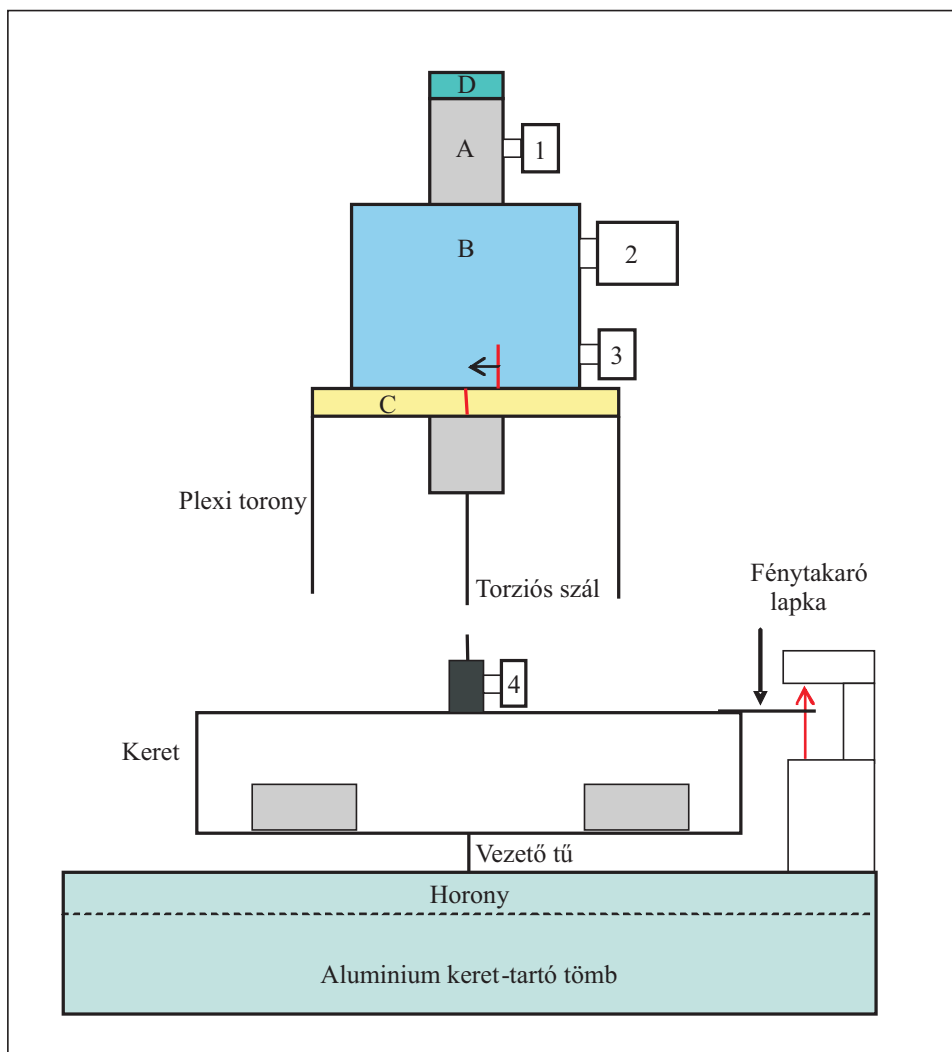 D
A
1
B
2
3
C
Plexi torony
Torziós szál
Fénytakaró
lapka
4
Keret
Vezető tű
Horony
Aluminium keret-tartó tömb